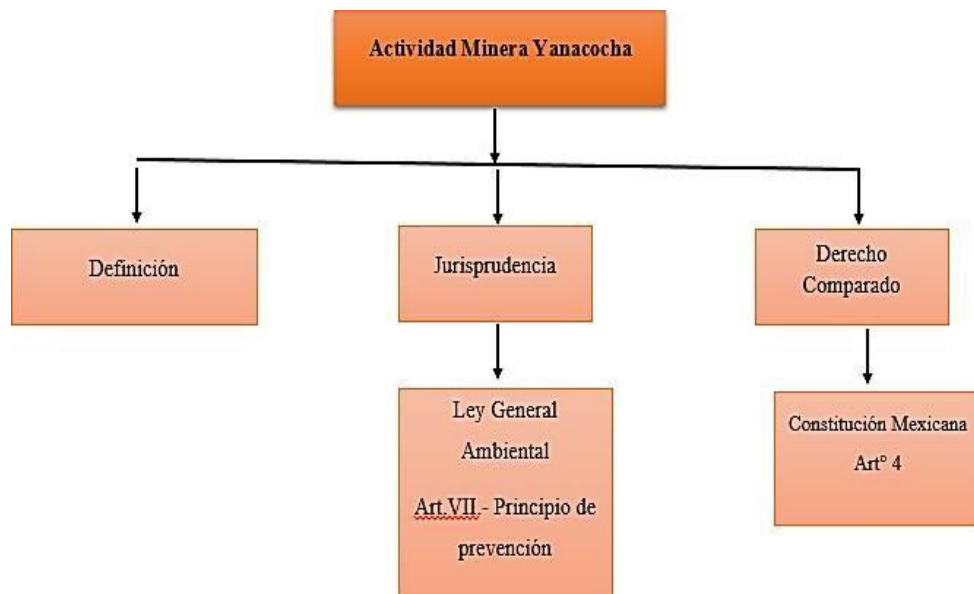 Actividad Minera Yanacocha
Definición
Jurisprudencia
Derecho
Comparado
Ley General
Ambiental
Art.VII.- Principio de
prevención
Constitución Mexicana
Artº 4